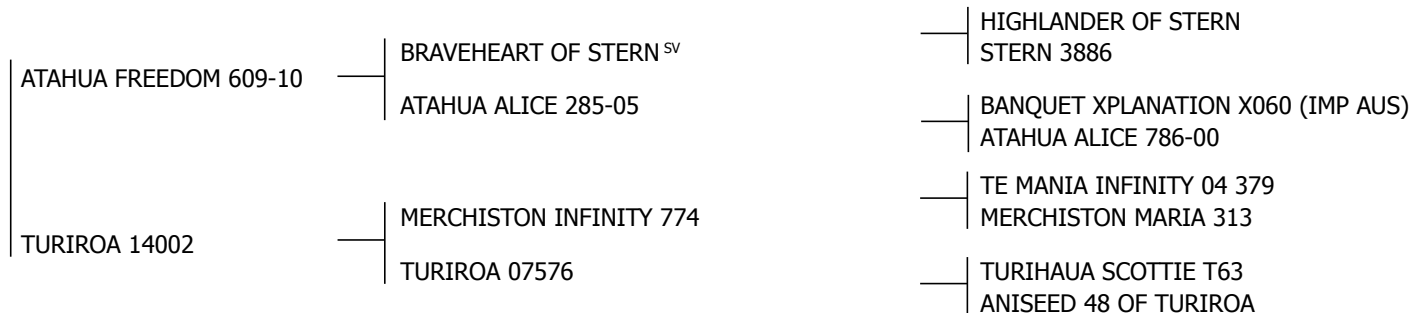 ATAHUA FREEDOM 609-10
TURIROA 14002
BRAVEHEART OF STERN SV
ATAHUA ALICE 285-05
MERCHISTON INFINITY 774
TURIROA 07576
HIGHLANDER OF STERN
STERN 3886
BANQUET XPLANATION X060 (IMP AUS)
ATAHUA ALICE 786-00
TE MANIA INFINITY 04 379
MERCHISTON MARIA 313
TURIHAUA SCOTTIE T63
ANISEED 48 OF TURIROA